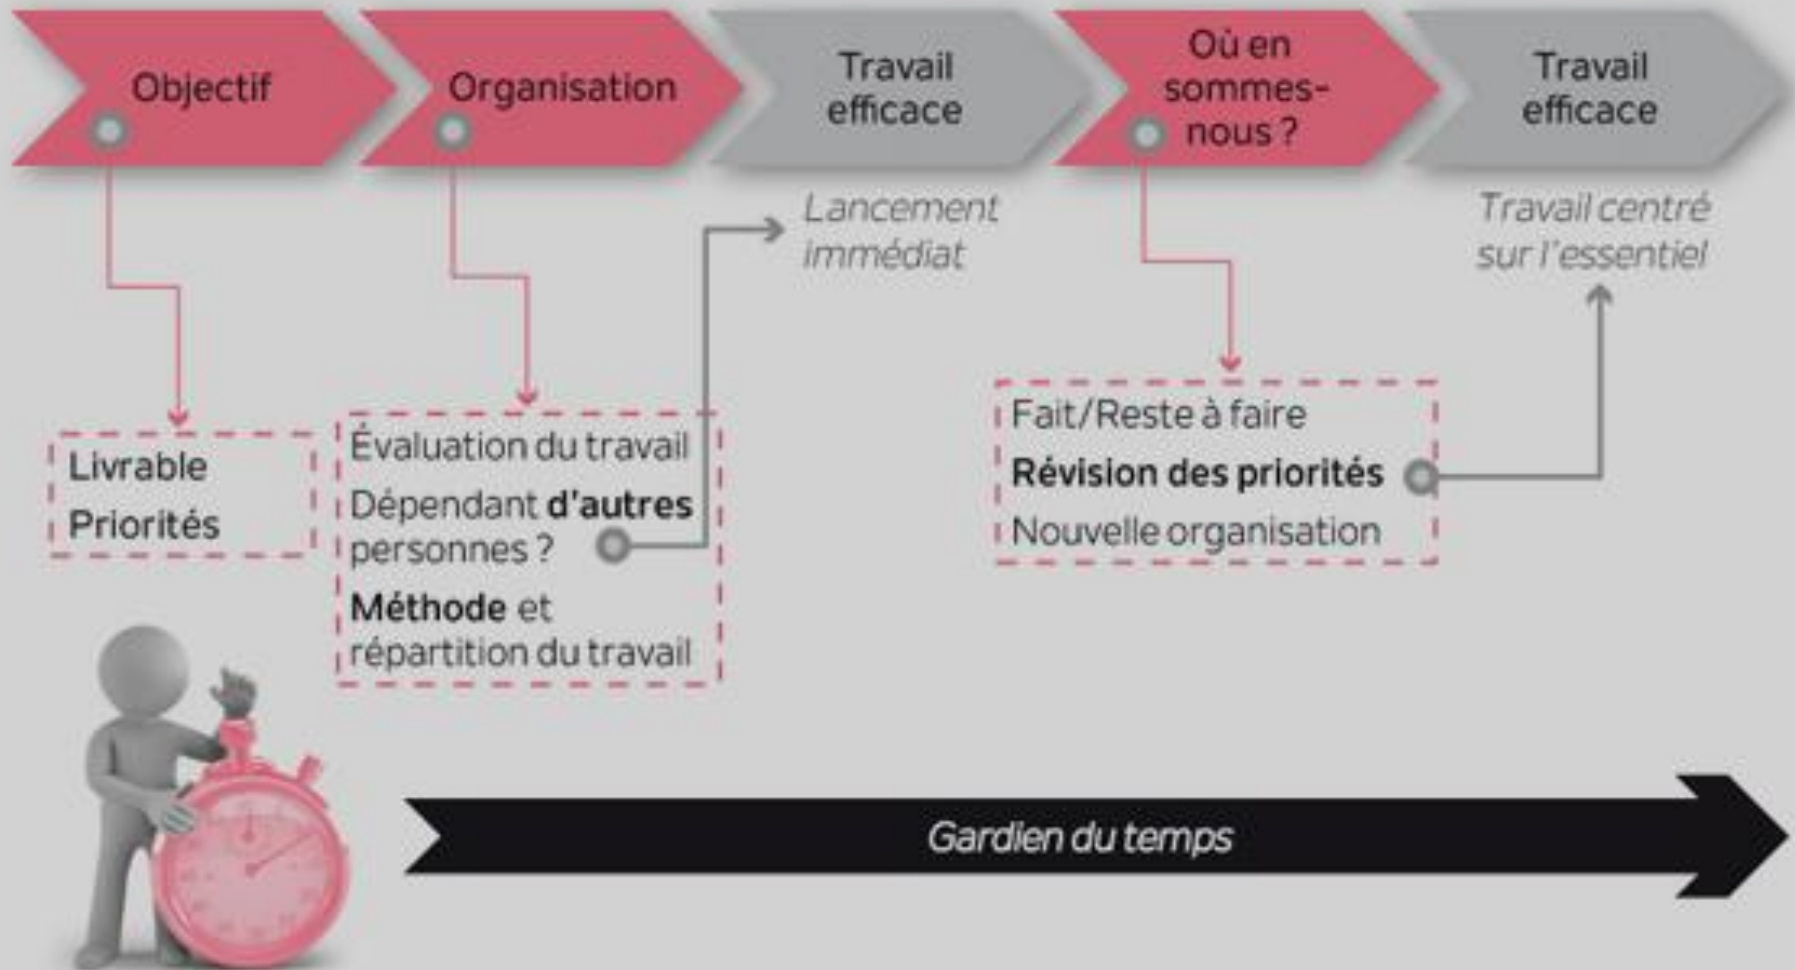 Objectif
Organisation
Travail
efficace
Où en
sommes-
nous ?
Travail
efficace
Lancement
immédiat
Travail centré
sur l'essentiel
Livrable
Priorités
Évaluation du travail
Dépendant d'autres
personnes ?
Méthode et
répartition du travail
Fait/Reste à faire
Révision des priorités
Nouvelle organisation
Gardien du temps